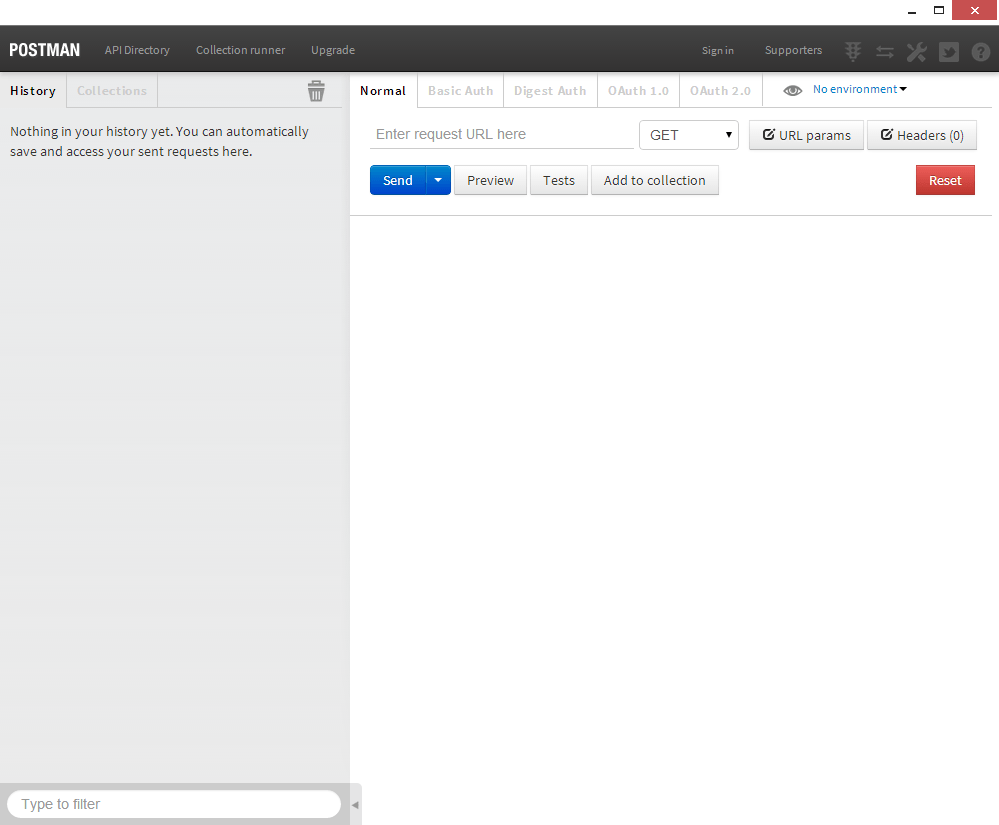 POSTMAN API Directory Collection runner Upgrade Sign in Supporters
History Collections Normal Basic Auth Digest Auth OAuth 1.0 OAuth 2.0 No environment
Nothing in your history yet. You can automatically
save and access your sent requests here.
Enter request URL here GET URL params Headers (0)
Send Preview Tests Add to collection Reset
Type to filter